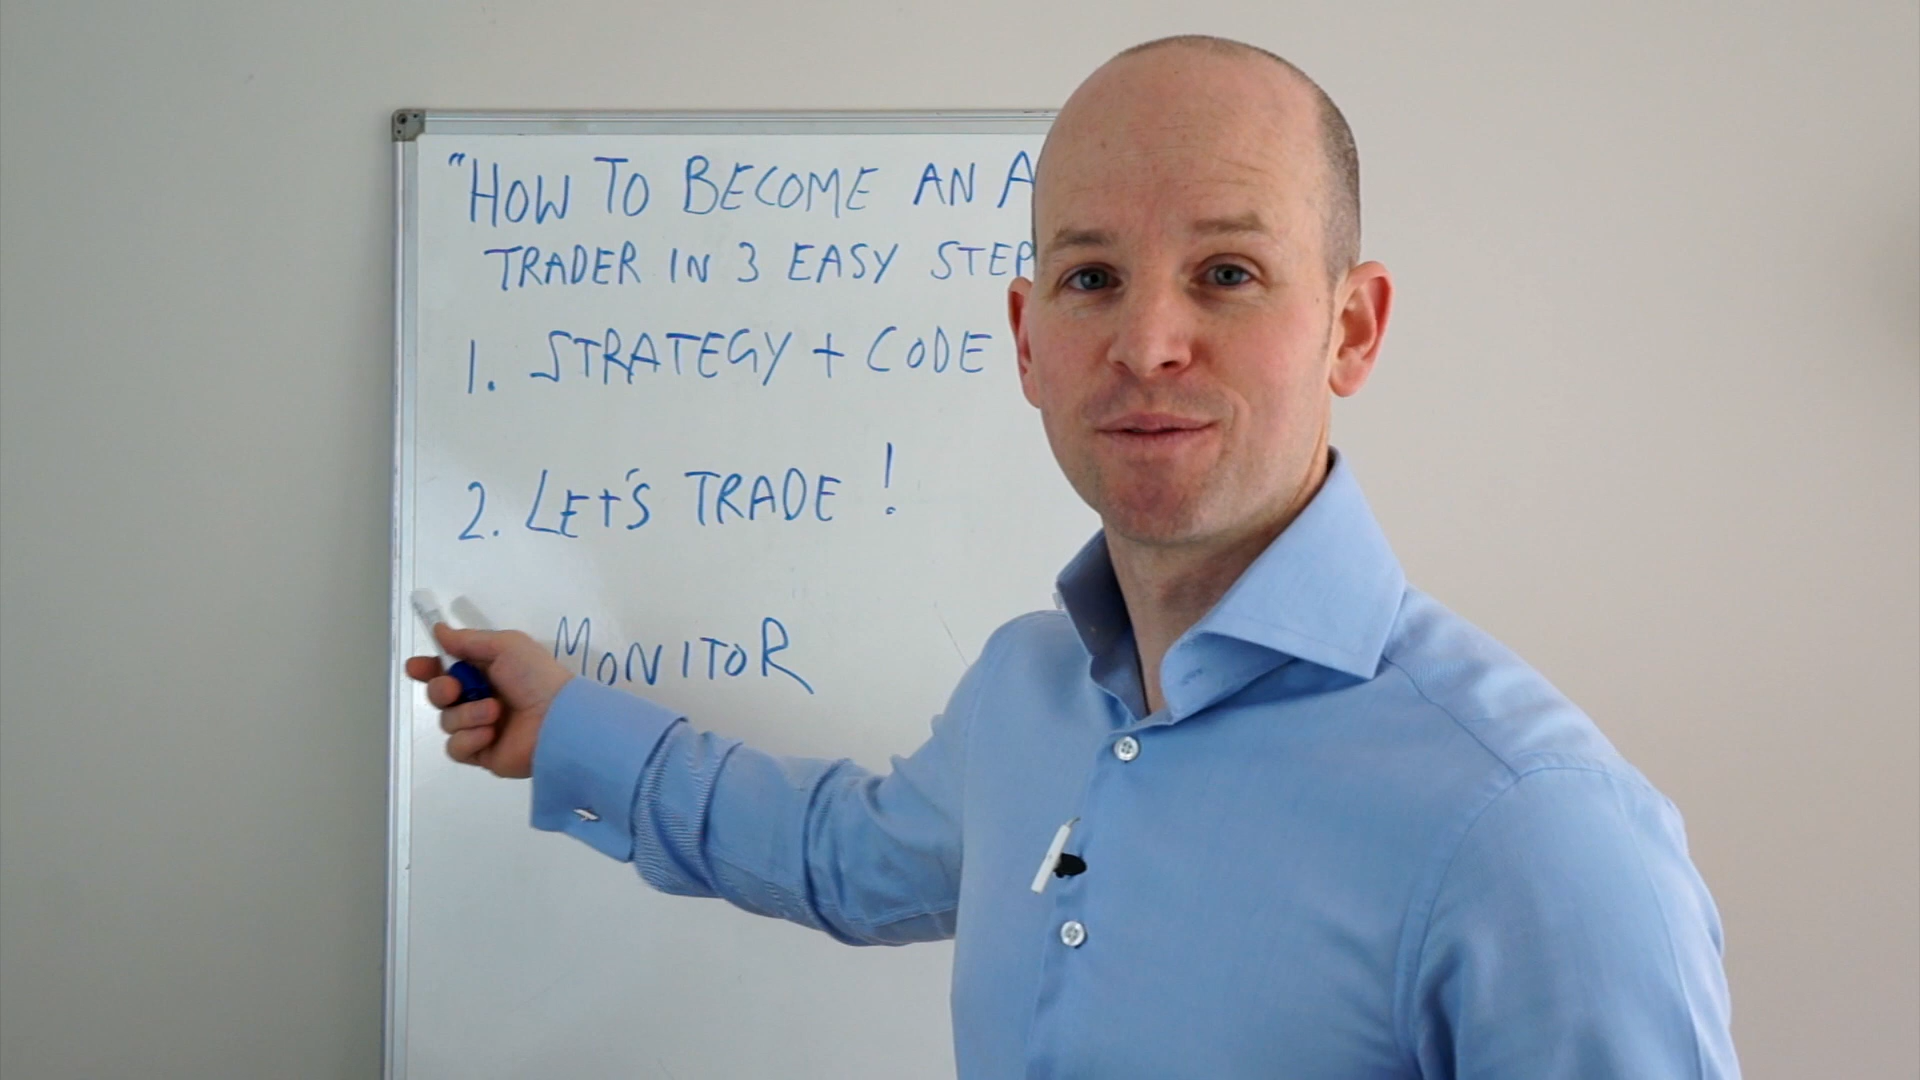 "HOW TO BECOME AN A
TRADER IN 3 EASY STEP
1. STRATEGY + CODE
2. LET'S TRADE!
MONITOR